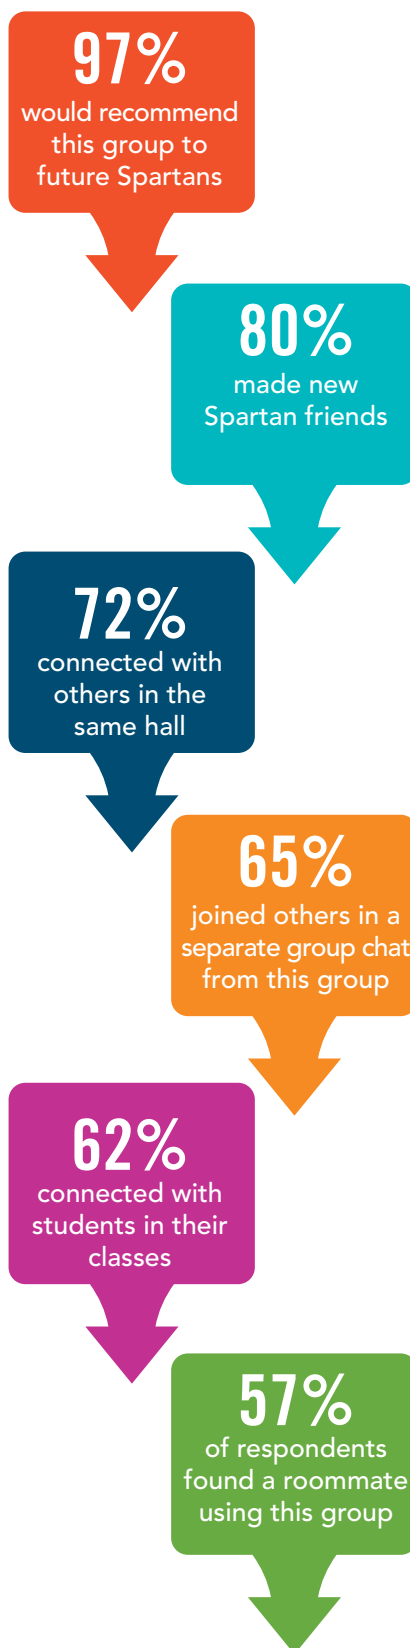 97%
would recommend
this group to
future Spartans
80%
made new
Spartan friends
72%
connected with
others in the
same hall
65%
joined others in a
separate group chat
from this group
62%
connected with
students in their
classes
57%
of respondents
found a roommate
using this group